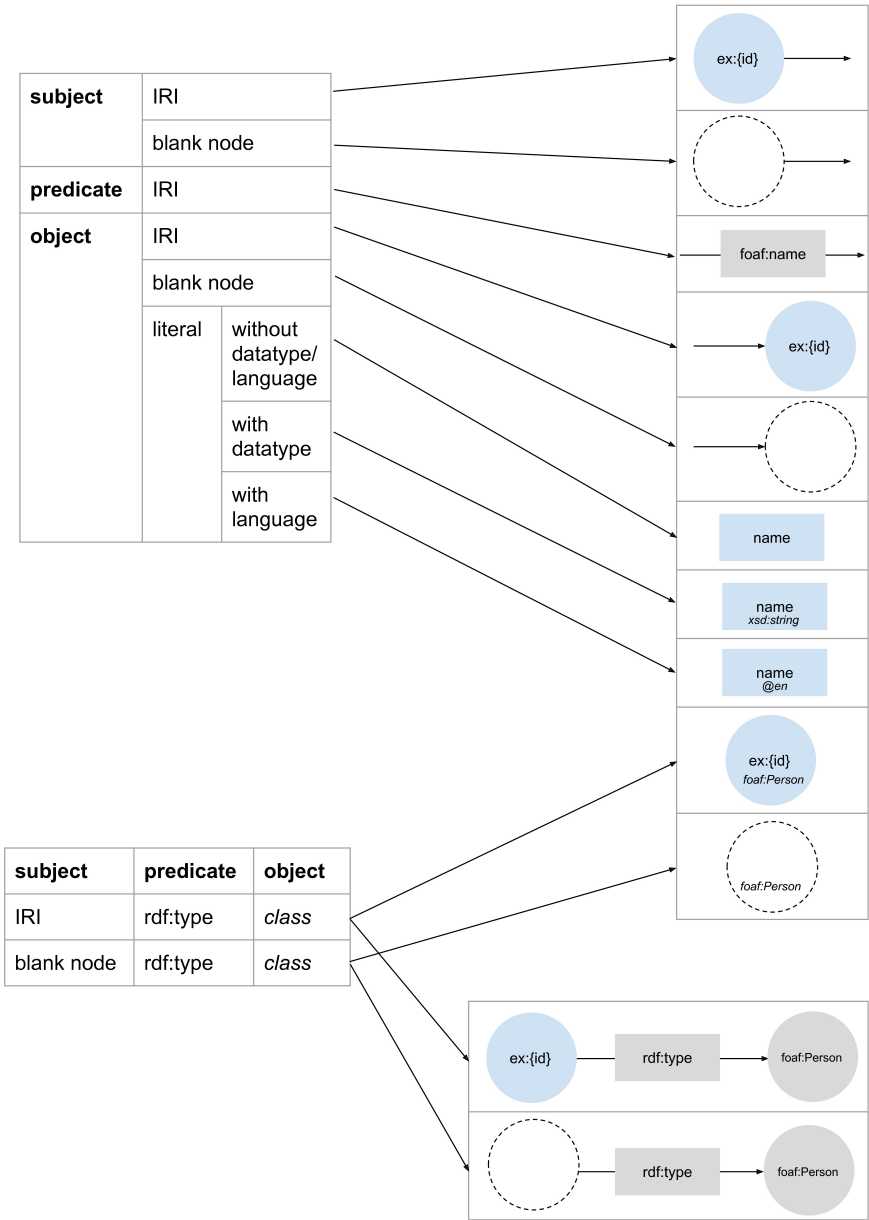 subject
IRI
blank node
predicate
IRI
object
IRI
blank node
literal
without
datatype/
language
with
datatype
with
language
ex:{id}
foaf:name
ex:{id}
name
name
xsd:string
name
@en
ex:{id}
foaf:Person
foaf:Person
subject predicate object
IRI rdf:type class
blank node rdf:type class
ex:{id} rdf:type foaf:Person
rdf:type foaf:Person